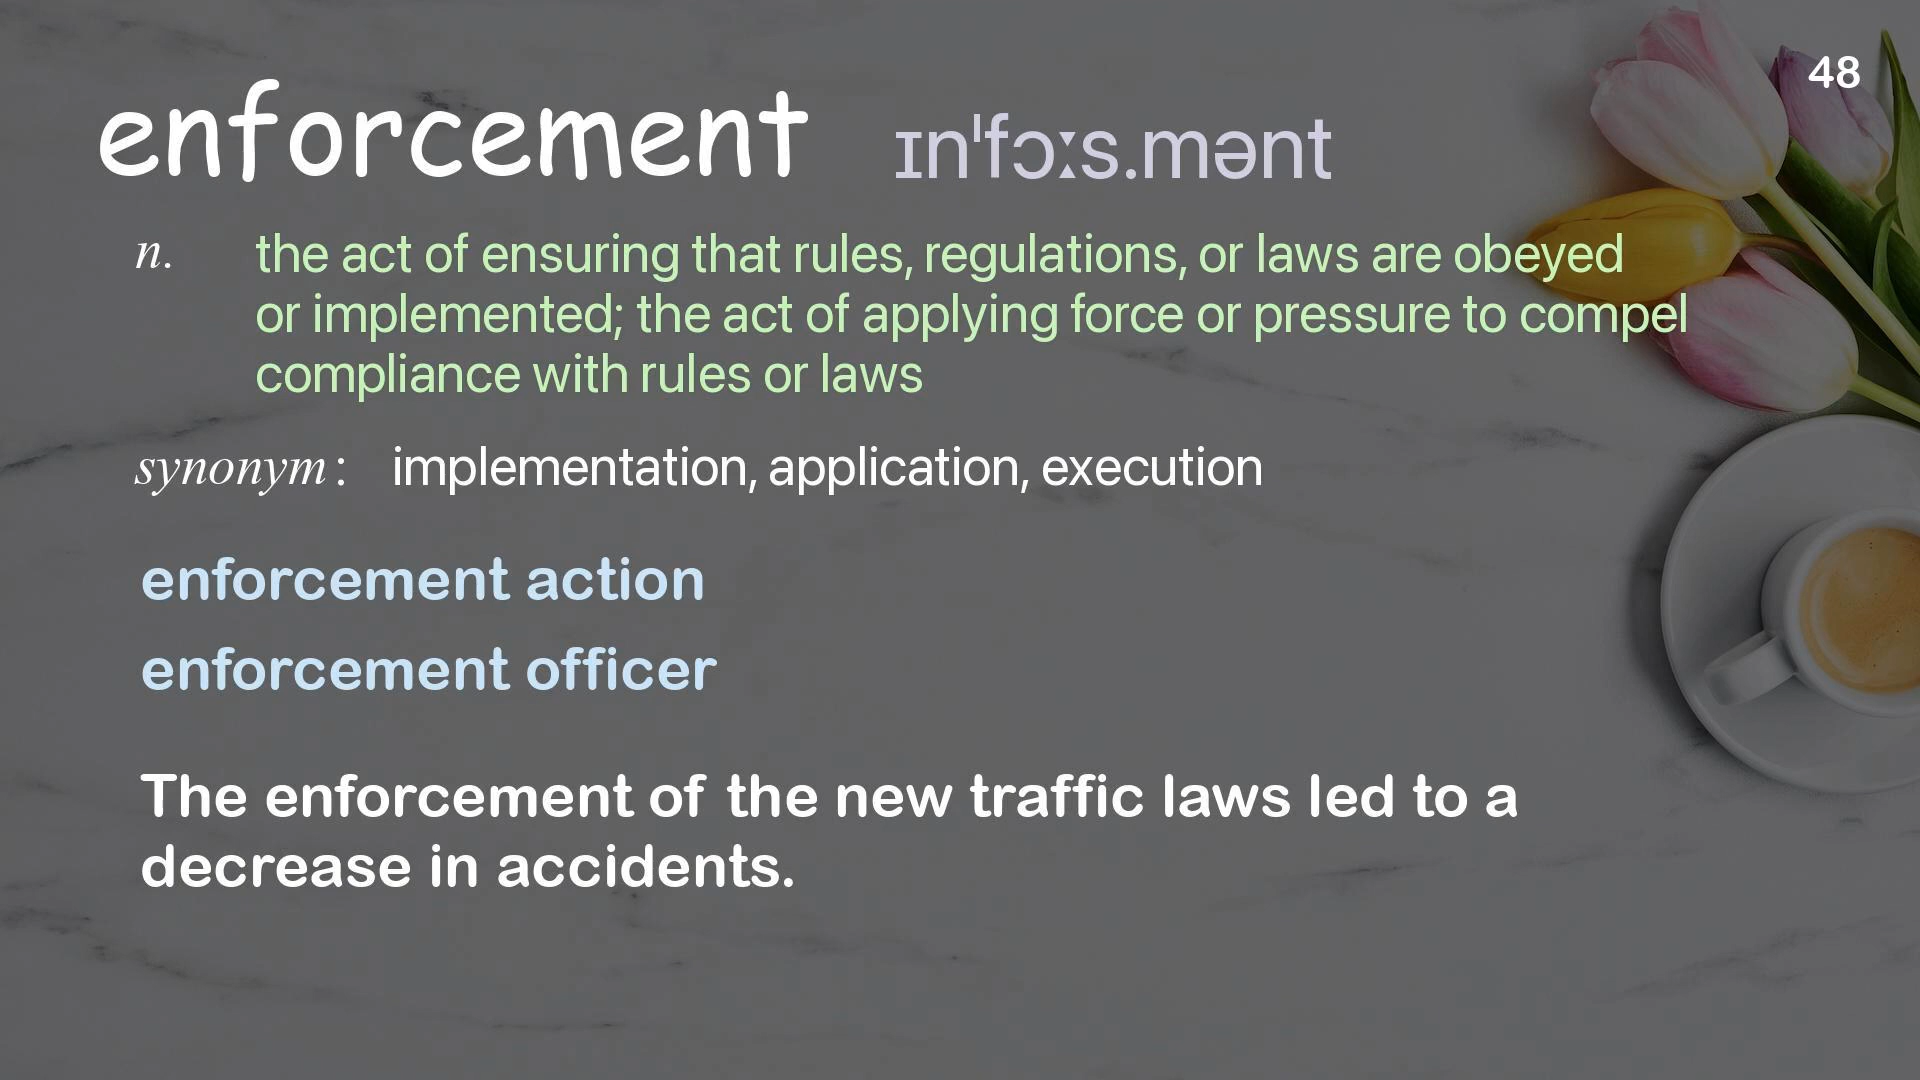 48
enforcement ɪnˈfɔːs.mənt
n. the act of ensuring that rules, regulations, or laws are obeyed
or implemented; the act of applying force or pressure to compel
compliance with rules or laws
synonym: implementation, application, execution
enforcement action
enforcement officer
The enforcement of the new traffic laws led to a
decrease in accidents.